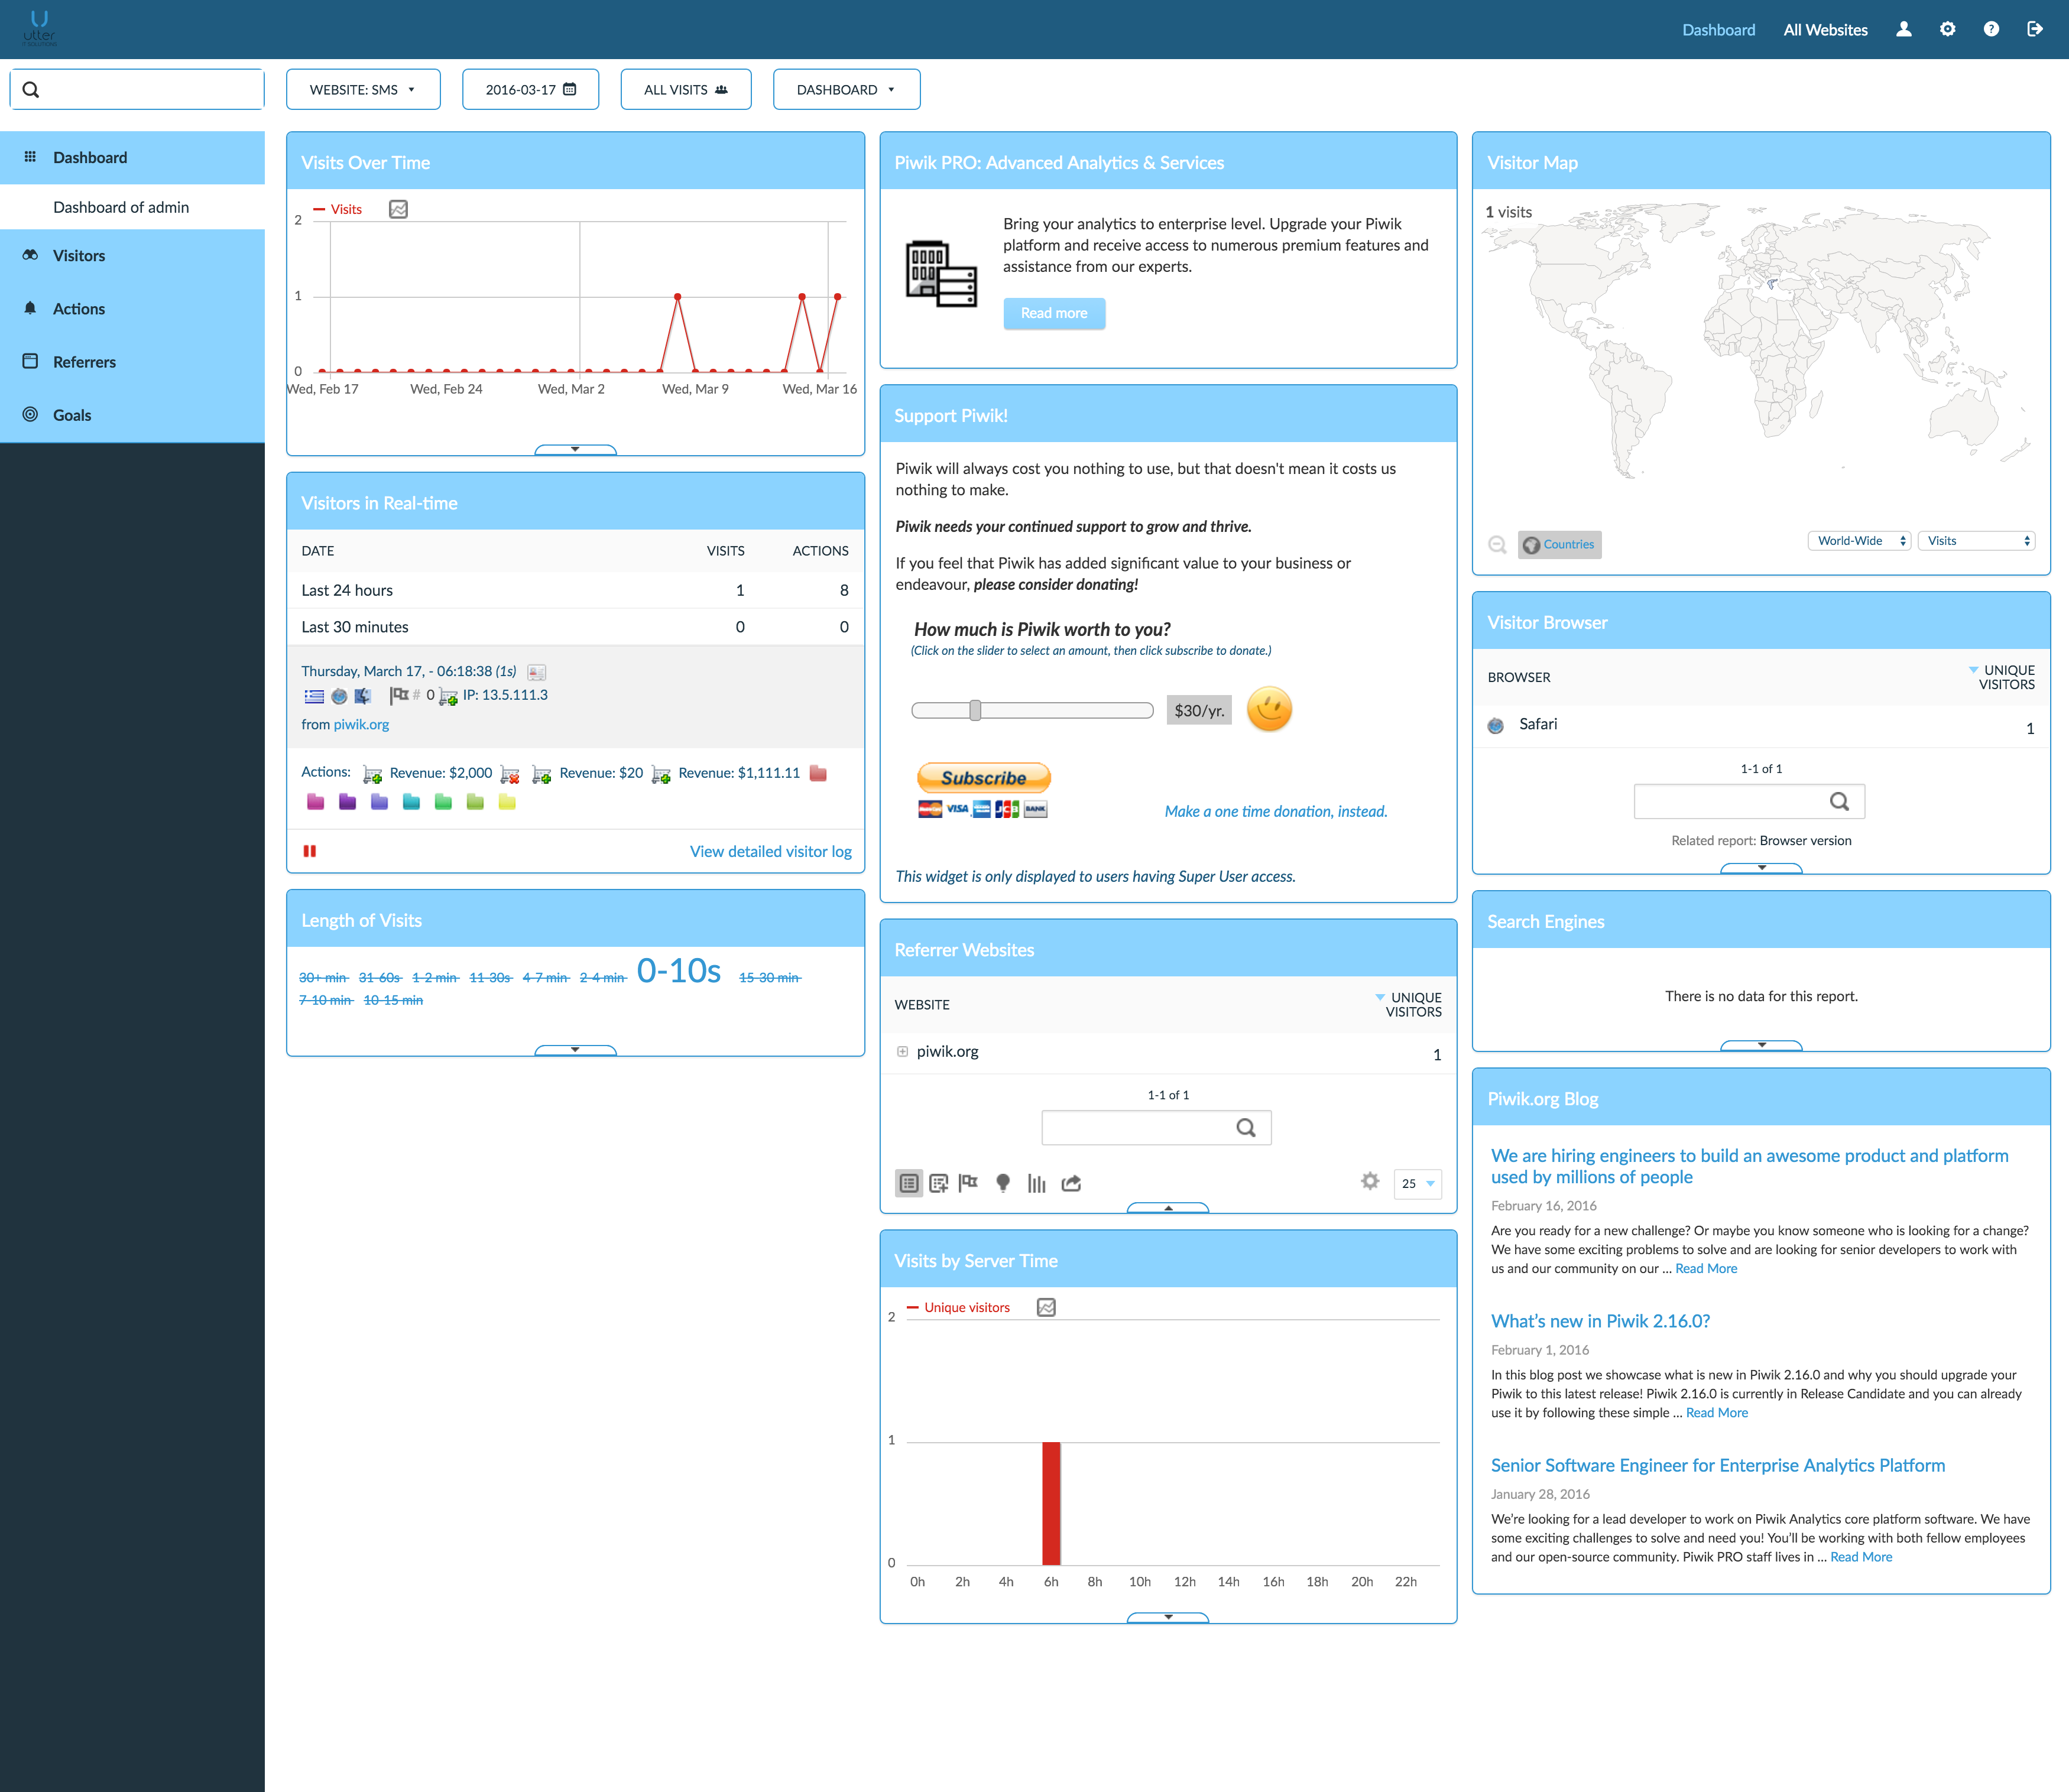 utter
IT SOLUTIONS
Dashboard
All Websites
WEBSITE: SMS
2016-03-17
ALL VISITS
DASHBOARD
Dashboard
Dashboard of admin
Visitors
Actions
Referrers
Goals
Visits Over Time
Visits
2
1
0
Wed, Feb 17
Wed, Feb 24
Wed, Mar 2
Wed, Mar 9
Wed, Mar 16
Visitors in Real-time
DATE VISITS ACTIONS
Last 24 hours 1 8
Last 30 minutes 0 0
Thursday, March 17, - 06:18:38 (1s)
# 0 IP: 13.5.111.3
from piwik.org
Actions: Revenue: $2,000 Revenue: $20 Revenue: $1,111.11
View detailed visitor log
Length of Visits
30+ min 31-60s 1-2 min 11-30s 4-7 min 2-4 min 0-10s 15-30 min
7-10 min 10-15 min
Piwik PRO: Advanced Analytics & Services
Bring your analytics to enterprise level. Upgrade your Piwik
platform and receive access to numerous premium features and
assistance from our experts.
Read more
Support Piwik!
Piwik will always cost you nothing to use, but that doesn't mean it costs us
nothing to make.
Piwik needs your continued support to grow and thrive.
If you feel that Piwik has added significant value to your business or
endeavour, please consider donating!
How much is Piwik worth to you?
(Click on the slider to select an amount, then click subscribe to donate.)
$30/yr.
Subscribe
VISA
JCB
BANK
Make a one time donation, instead.
This widget is only displayed to users having Super User access.
Referrer Websites
WEBSITE UNIQUE
VISITORS
piwik.org 1
1-1 of 1
25
Visits by Server Time
Unique visitors
2
1
0
0h 2h 4h 6h 8h 10h 12h 14h 16h 18h 20h 22h
Visitor Map
1 visits
Countries
World-Wide
Visits
Visitor Browser
BROWSER UNIQUE
VISITORS
Safari 1
1-1 of 1
Related report: Browser version
Search Engines
There is no data for this report.
Piwik.org Blog
We are hiring engineers to build an awesome product and platform
used by millions of people
February 16, 2016
Are you ready for a new challenge? Or maybe you know someone who is looking for a change?
We have some exciting problems to solve and are looking for senior developers to work with
us and our community on our ... Read More
What's new in Piwik 2.16.0?
February 1, 2016
In this blog post we showcase what is new in Piwik 2.16.0 and why you should upgrade your
Piwik to this latest release! Piwik 2.16.0 is currently in Release Candidate and you can already
use it by following these simple ... Read More
Senior Software Engineer for Enterprise Analytics Platform
January 28, 2016
We're looking for a lead developer to work on Piwik Analytics core platform software. We have
some exciting challenges to solve and need you! You'll be working with both fellow employees
and our open-source community. Piwik PRO staff lives in ... Read More